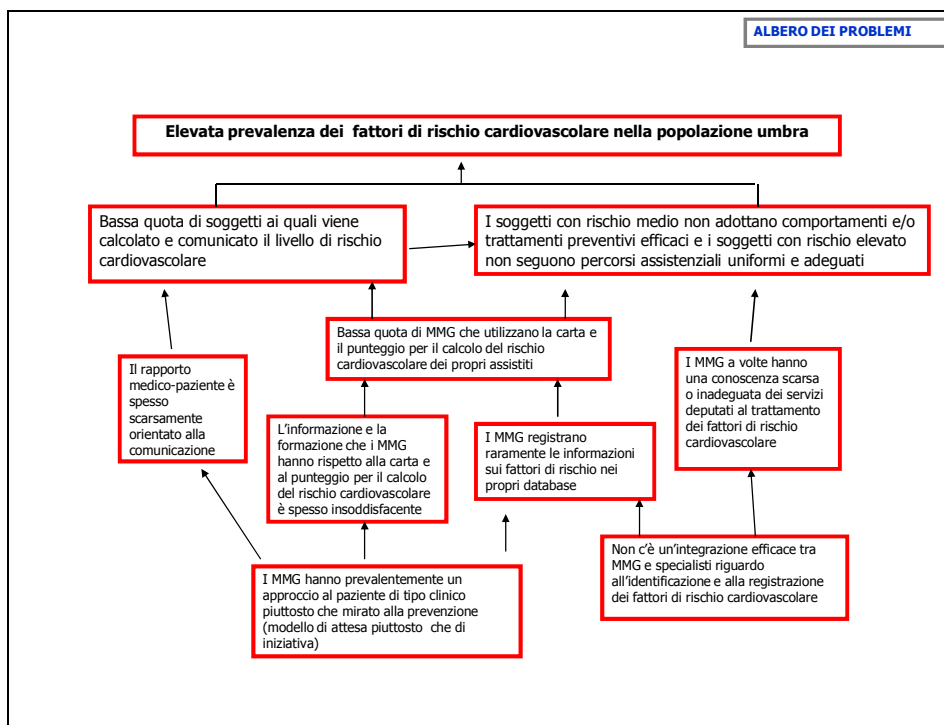 ALBERO DEI PROBLEMI
Elevata prevalenza dei fattori di rischio cardiovascolare nella popolazione umbra
Bassa quota di soggetti ai quali viene
calcolato e comunicato il livello di rischio
cardiovascolare
I soggetti con rischio medio non adottano comportamenti e/o
trattamenti preventivi efficaci e i soggetti con rischio elevato
non seguono percorsi assistenziali uniformi e adeguati
Bassa quota di MMG che utilizzano la carta e
il punteggio per il calcolo del rischio
cardiovascolare dei propri assistiti
Il rapporto
medico-paziente è
spesso
scarsamente
orientato alla
comunicazione
I MMG a volte hanno
una conoscenza scarsa
o inadeguata dei servizi
deputati al trattamento
dei fattori di rischio
cardiovascolare
L'informazione e la
formazione che i MMG
hanno rispetto alla carta e
al punteggio per il calcolo
del rischio cardiovascolare
è spesso insoddisfacente
I MMG registrano
raramente le informazioni
sui fattori di rischio nei
propri database
I MMG hanno prevalentemente un
approccio al paziente di tipo clinico
piuttosto che mirato alla prevenzione
(modello di attesa piuttosto che di
iniziativa)
Non c'è un'integrazione efficace tra
MMG e specialisti riguardo
all'identificazione e alla registrazione
dei fattori di rischio cardiovascolare